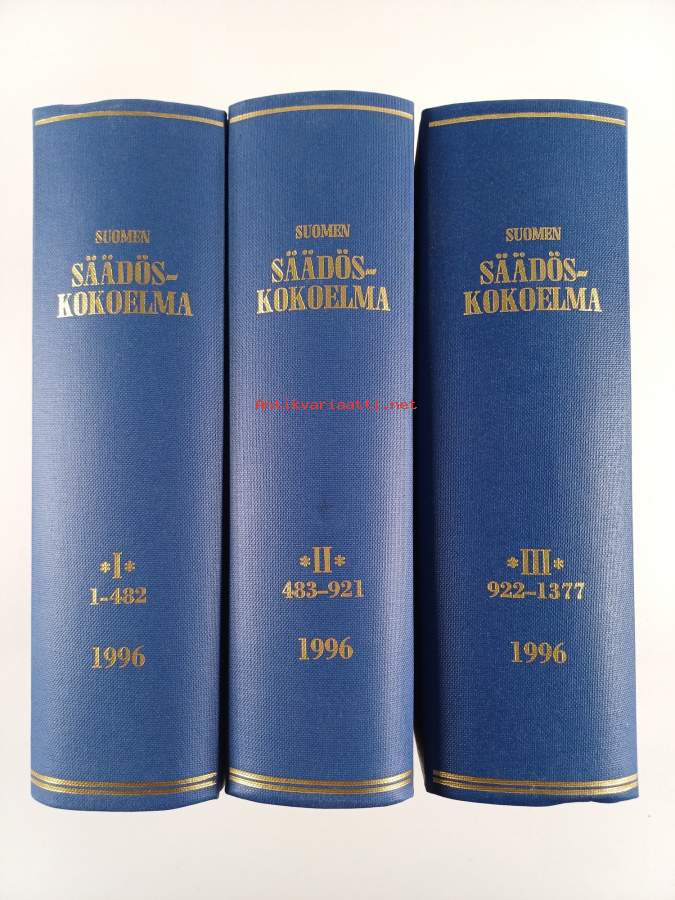 SUOMEN
SÄÄDÖS-
KOKOELMA
*I*
1-482
1996
SUOMEN
SÄÄDÖS-
KOKOELMA
*II*
483-921
1996
SUOMEN
SÄÄDÖS-
KOKOELMA
*III*
922-1377
1996
Antikvariaatti.net